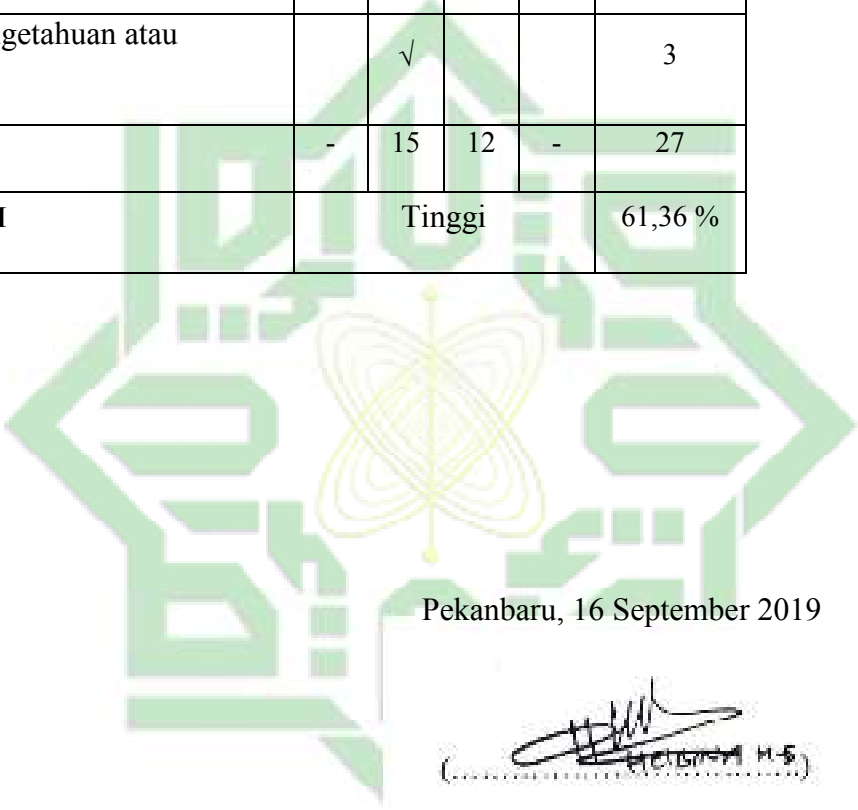 getahuan atau
√ 3
- 15 12 - 27
Tinggi 61,36 %
Pekanbaru, 16 September 2019